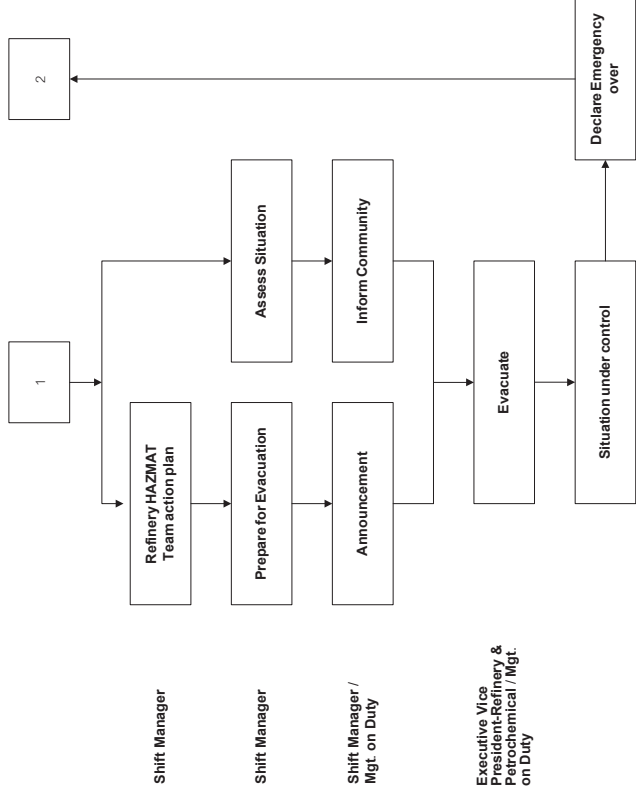 1
2
Shift Manager
Refinery HAZMAT
Team action plan
Shift Manager
Prepare for Evacuation
Assess Situation
Shift Manager /
Mgt. on Duty
Announcement
Inform Community
Executive Vice
President-Refinery &
Petrochemical / Mgt.
on Duty
Evacuate
Situation under control
Declare Emergency
over